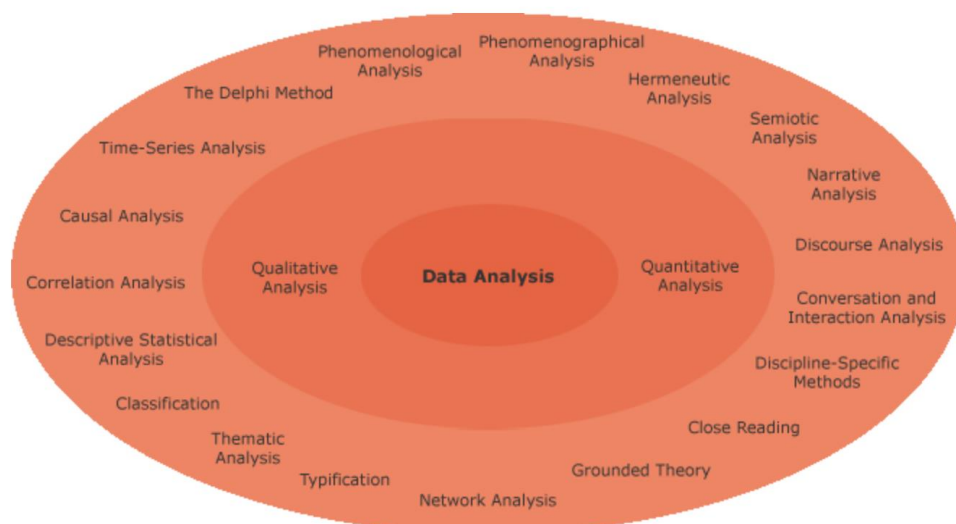 Phenomenological
Analysis
Phenomenographical
Analysis
The Delphi Method
Hermeneutic
Analysis
Semiotic
Analysis
Time-Series Analysis
Narrative
Analysis
Causal Analysis
Discourse Analysis
Qualitative
Analysis
Data Analysis
Quantitative
Analysis
Correlation Analysis
Conversation and
Interaction Analysis
Descriptive Statistical
Analysis
Discipline-Specific
Methods
Classification
Close Reading
Thematic
Analysis
Typification
Grounded Theory
Network Analysis